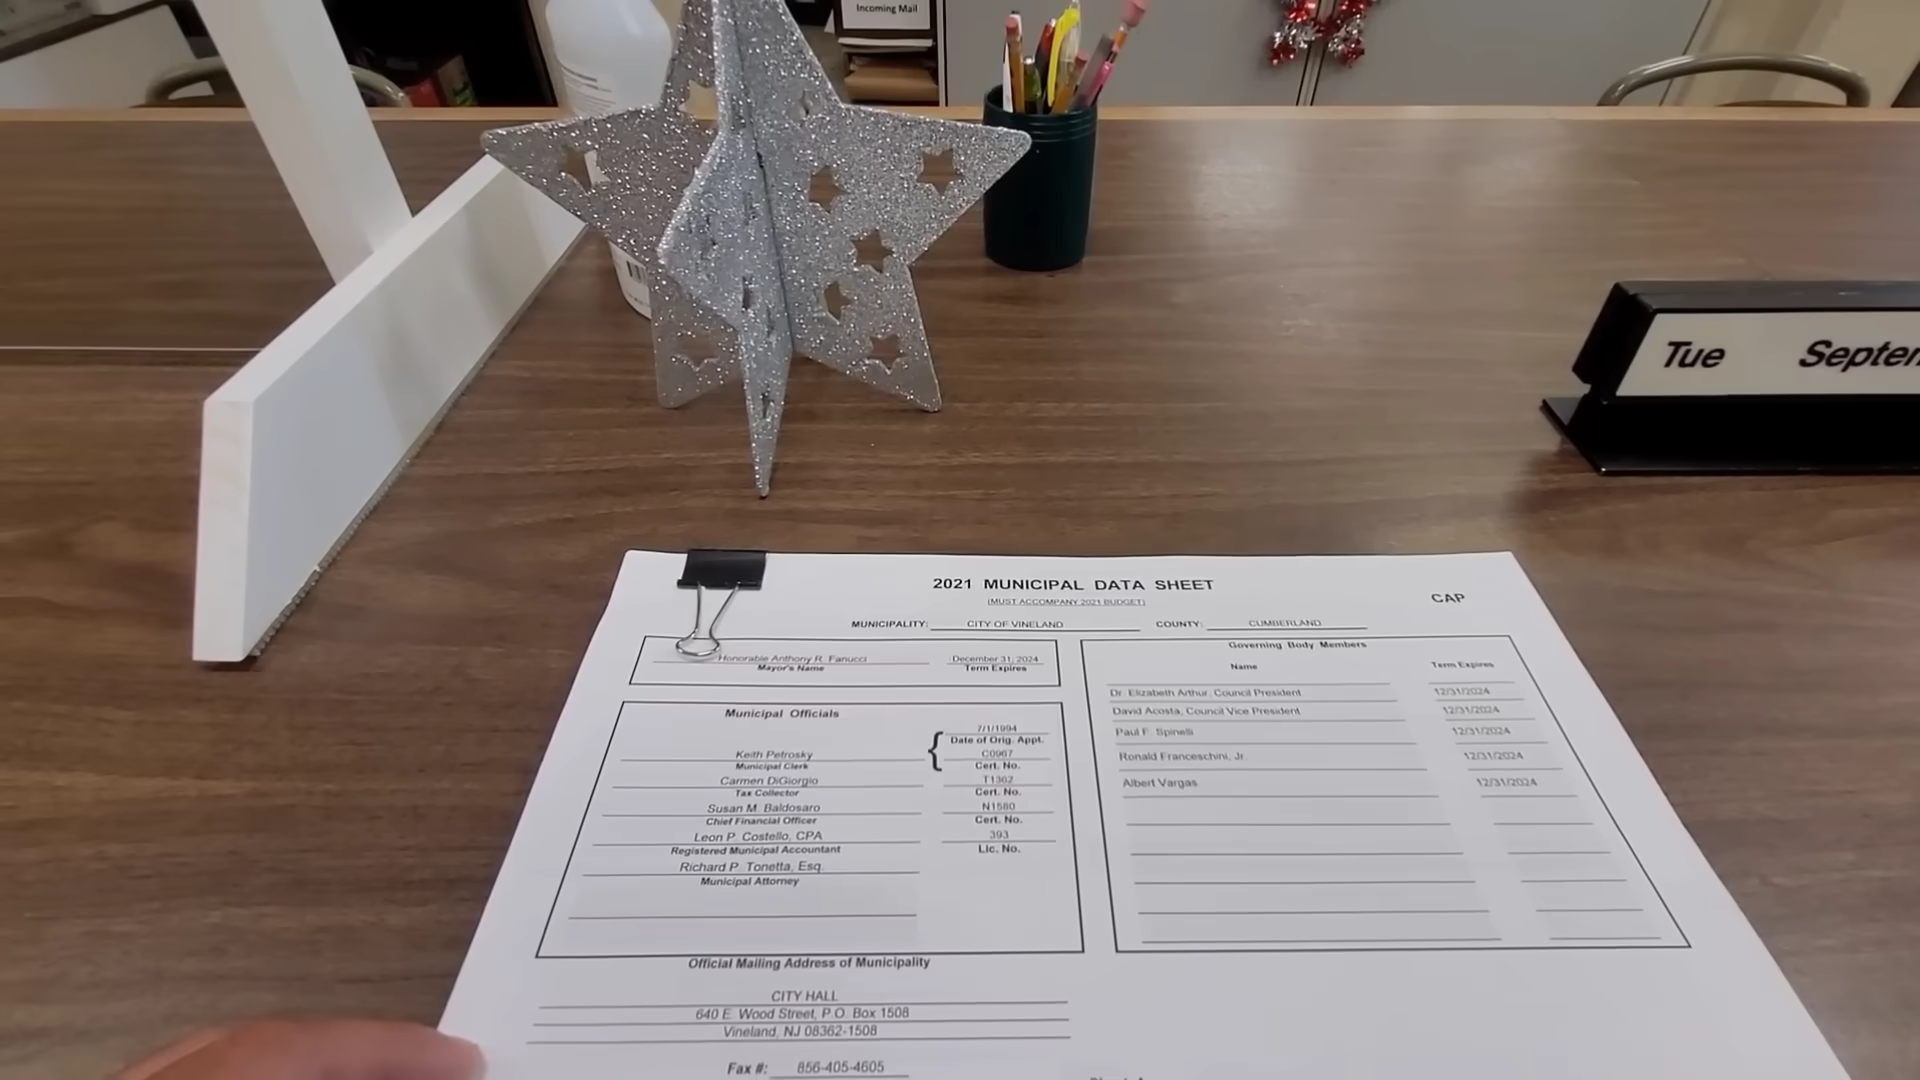 Incoming Mail
Tue Septem
2021 MUNICIPAL DATA SHEET
(MUST ACCOMPANY 2021 BUDGET)
CAP
MUNICIPALITY: CITY OF VINELAND COUNTY: CUMBERLAND
Honorable Anthony R. Fanucci December 31, 2024
Mayor's Name Term Expires
Municipal Officials
7/1/1994
Date of Orig. Appt.
Keith Petrosky C0967
Municipal Clerk Cert. No.
Carmen DiGiorgio T1362
Tax Collector Cert. No.
Susan M. Baldosaro N1580
Chief Financial Officer Cert. No.
Leon P. Costello, CPA 393
Registered Municipal Accountant Lic. No.
Richard P. Tonetta, Esq.
Municipal Attorney
Governing Body Members
Name Term Expires
Dr. Elizabeth Arthur, Council President 12/31/2024
David Acosta, Council Vice President 12/31/2024
Paul F. Spinelli 12/31/2024
Ronald Franceschini, Jr. 12/31/2024
Albert Vargas 12/31/2024
Official Mailing Address of Municipality
CITY HALL
640 E. Wood Street, P.O. Box 1508
Vineland, NJ 08362-1508
Fax #: 856-405-4605